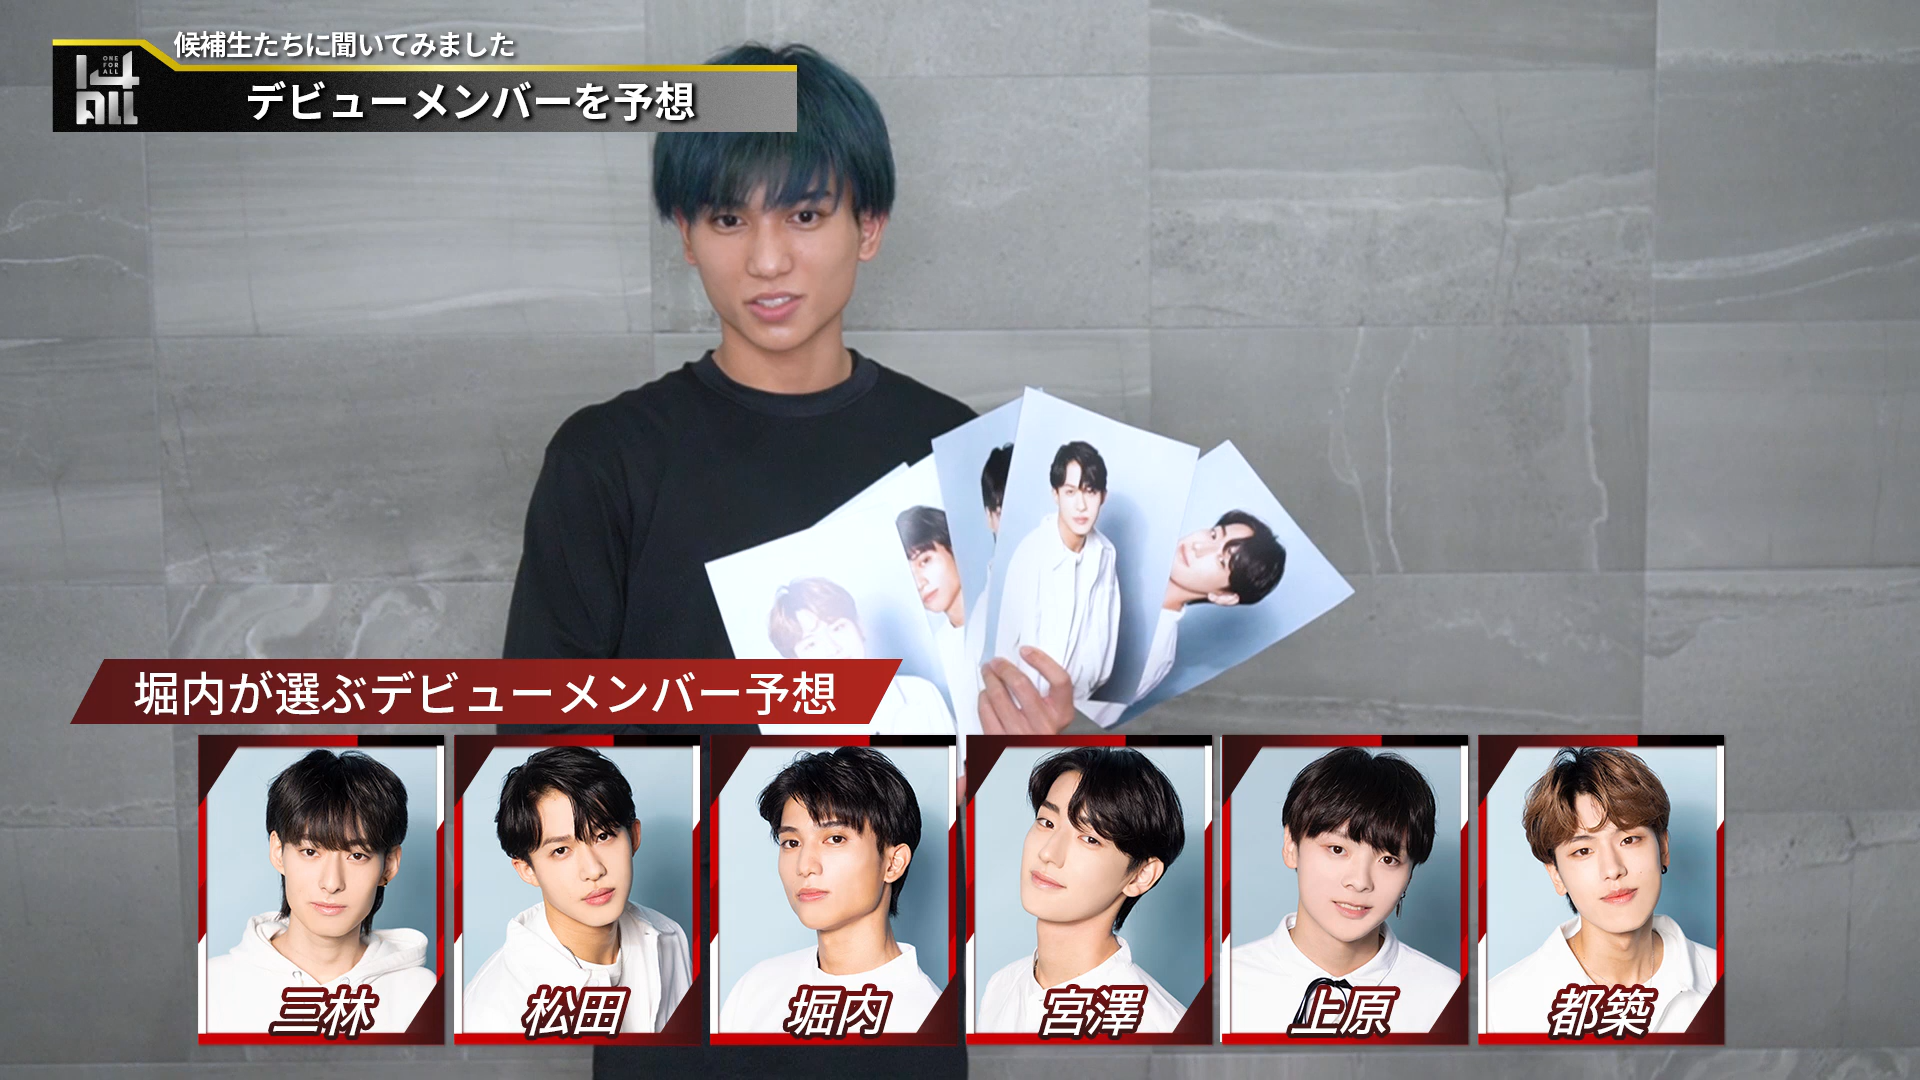 候補生たちに聞いてみました
ONE
FOR
ALL
14
ALL
デビューメンバーを予想
堀内が選ぶデビューメンバー予想
三林
松田
堀内
宮澤
上原
都築